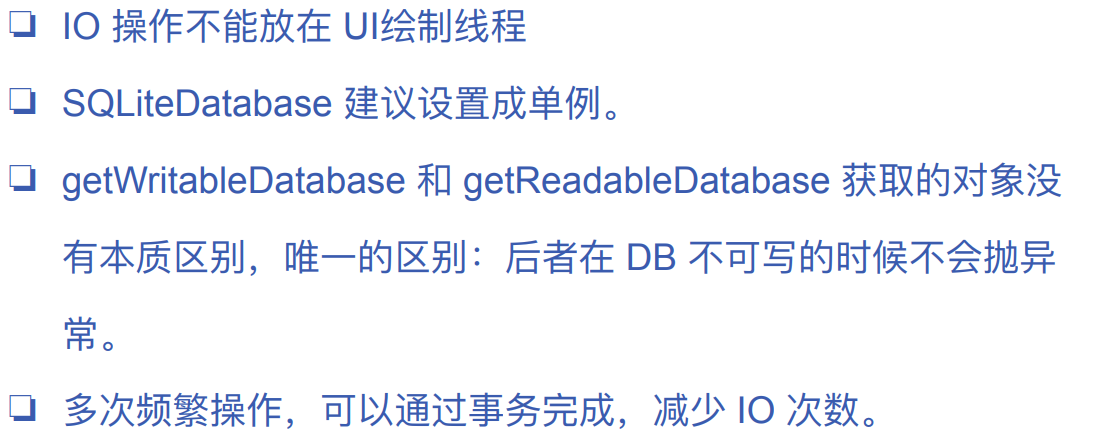 ❏ IO 操作不能放在 UI绘制线程
❏ SQLiteDatabase 建议设置成单例。
❏ getWritableDatabase 和 getReadableDatabase 获取的对象没
有本质区别，唯一的区别：后者在 DB 不可写的时候不会抛异
常。
❏ 多次频繁操作，可以通过事务完成，减少 IO 次数。